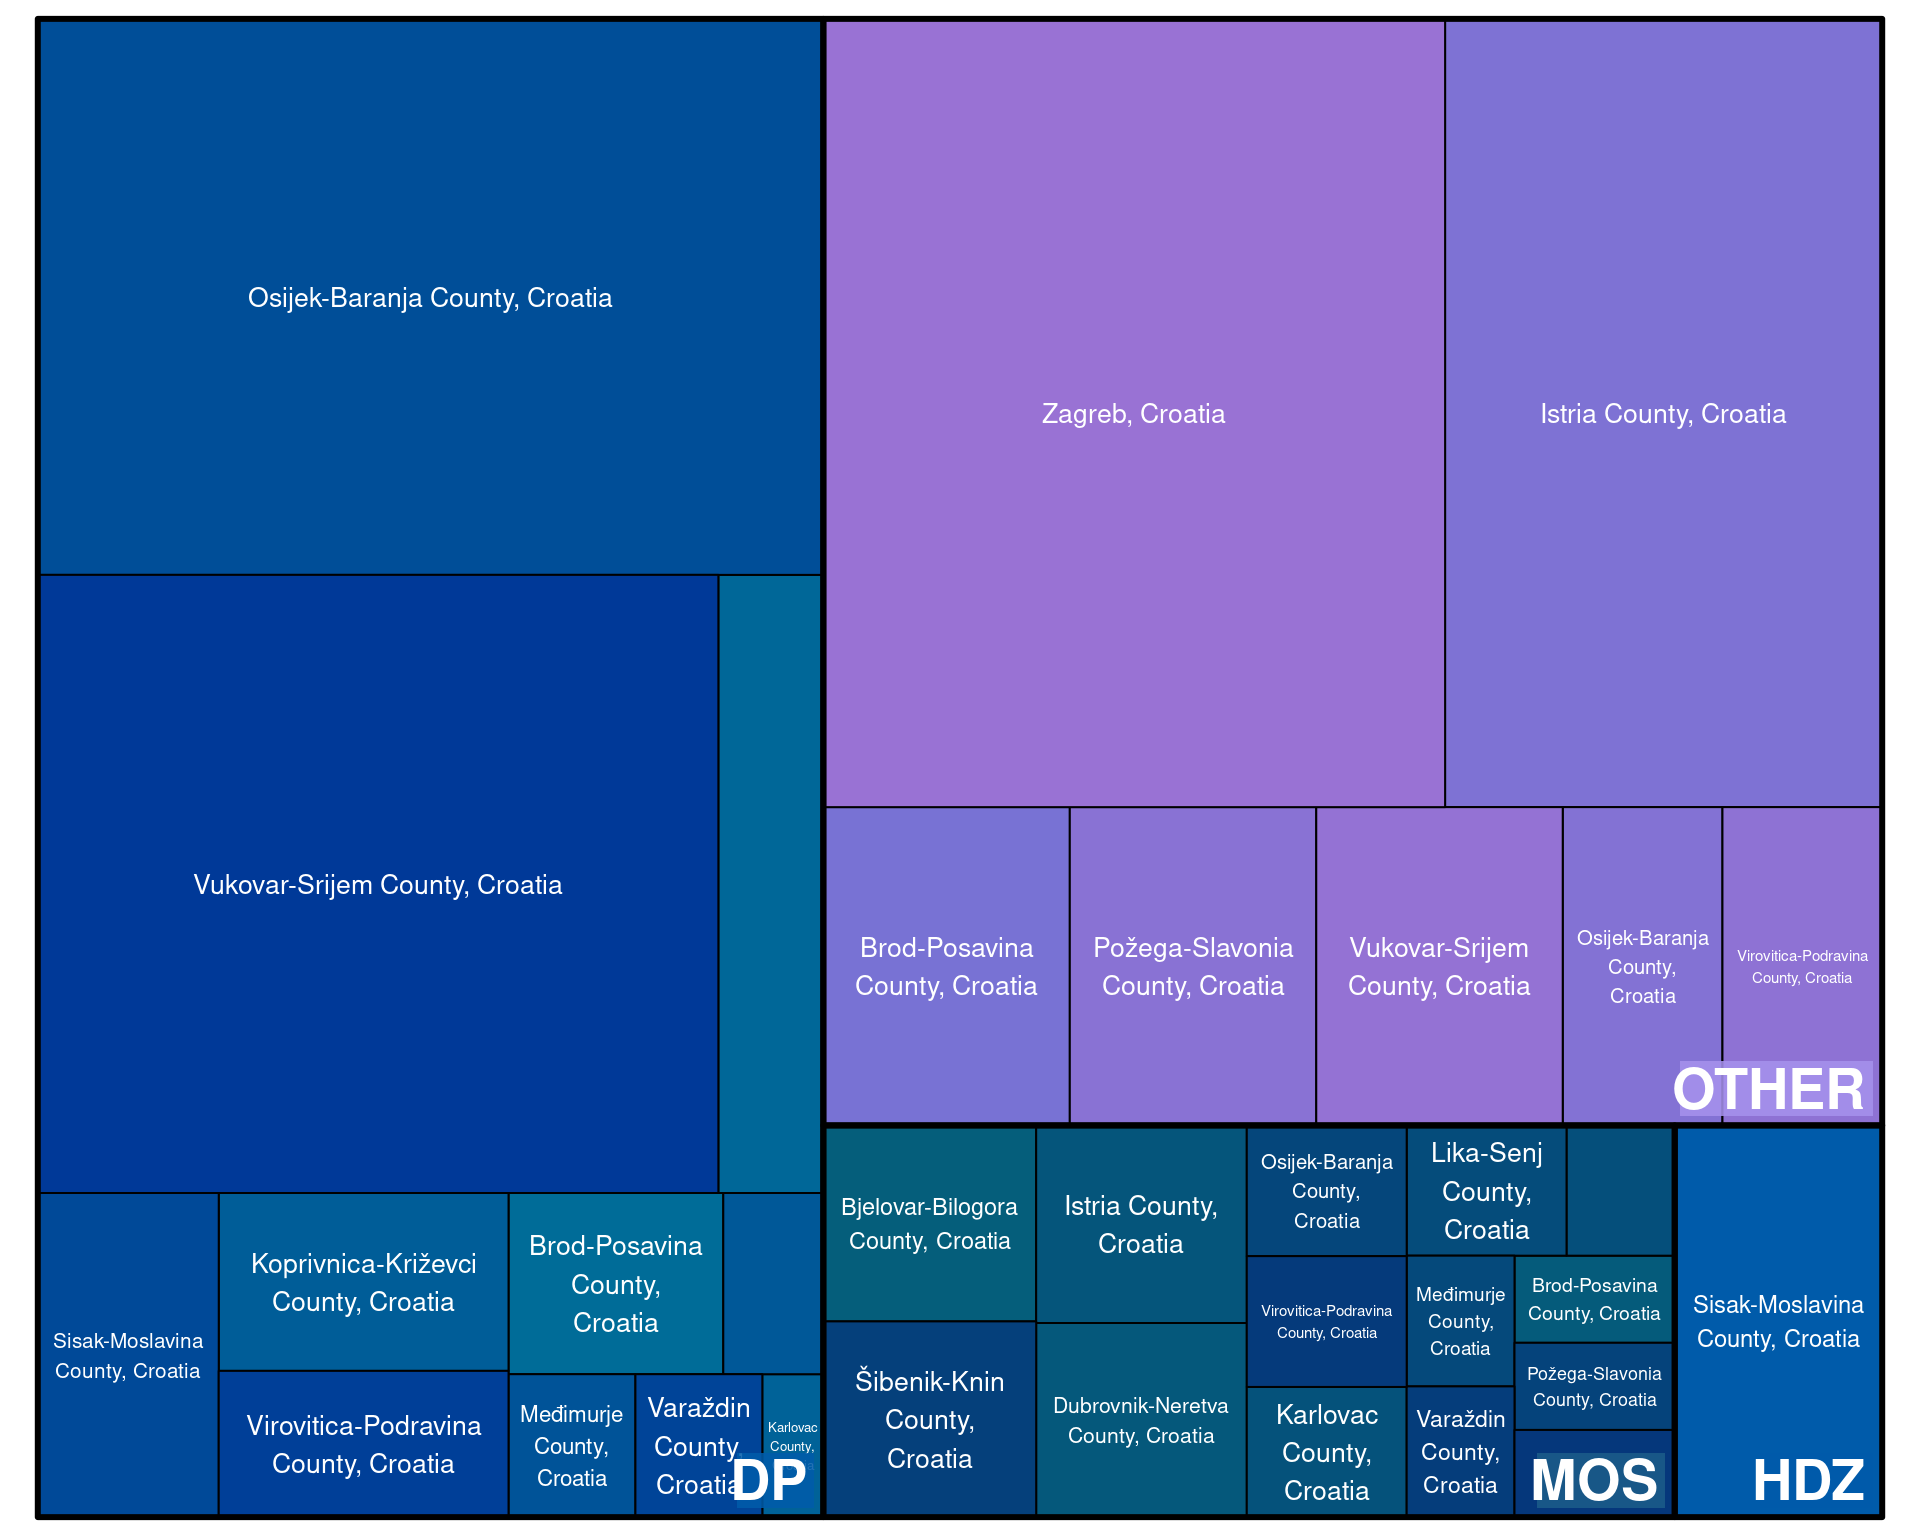 Osijek-Baranja County, Croatia
Vukovar-Srijem County, Croatia
Sisak-Moslavina
County, Croatia
Koprivnica-Križevci
County, Croatia
Virovitica-Podravina
County, Croatia
Brod-Posavina
County,
Croatia
Međimurje
County,
Croatia
Varaždin
County,
Croatia
Karlovac
County,
DP
Zagreb, Croatia
Istria County, Croatia
Brod-Posavina
County, Croatia
Požega-Slavonia
County, Croatia
Vukovar-Srijem
County, Croatia
Osijek-Baranja
County,
Croatia
Virovitica-Podravina
County, Croatia
OTHER
Bjelovar-Bilogora
County, Croatia
Šibenik-Knin
County,
Croatia
Istria County,
Croatia
Dubrovnik-Neretva
County, Croatia
Osijek-Baranja
County,
Croatia
Virovitica-Podravina
County, Croatia
Karlovac
County,
Croatia
Lika-Senj
County,
Croatia
Međimurje
County,
Croatia
Varaždin
County,
Croatia
Brod-Posavina
County, Croatia
Požega-Slavonia
County, Croatia
MOS
Sisak-Moslavina
County, Croatia
HDZ